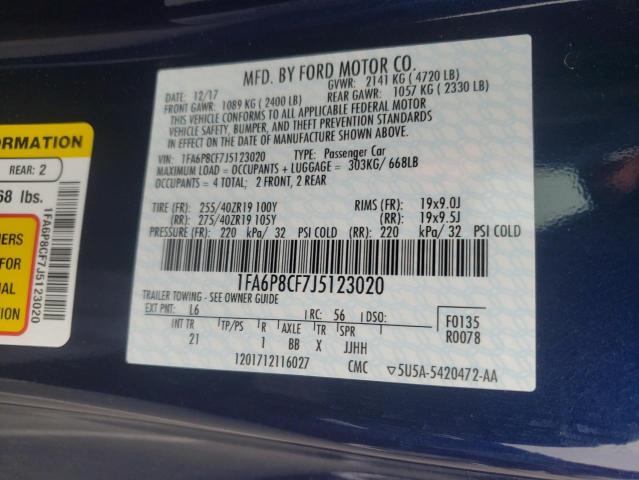 MFD. BY FORD MOTOR CO.
DATE: 12/17
GVWR: 2141 KG (4720 LB)
FRONT GAWR: 1089 KG (2400 LB)
REAR GAWR: 1057 KG (2330 LB)
THIS VEHICLE CONFORMS TO ALL APPLICABLE FEDERAL MOTOR
VEHICLE SAFETY, BUMPER, AND THEFT PREVENTION STANDARDS
IN EFFECT ON THE DATE OF MANUFACTURE SHOWN ABOVE.
VIN: 1FA6P8CF7J5123020 TYPE: Passenger Car
MAXIMUM LOAD = OCCUPANTS + LUGGAGE = 303KG/ 668LB
OCCUPANTS = 4 TOTAL; 2 FRONT, 2 REAR
TIRE (FR): 255/40ZR19 100Y RIMS (FR): 19x9.0J
(RR): 275/40ZR19 105Y (RR): 19x9.5J
PRESSURE (FR): 220 kPa/ 32 PSI COLD (RR): 220 kPa/ 32 PSI COLD
1FA6P8CF7J5123020
TRAILER TOWING - SEE OWNER GUIDE
EXT PNT: L6 RC: 56 DSO:
F0135
R0078
INT TR TP/PS R AXLE TR SPR
21 1 BB X JJHH
1201712116027 CMC ▽5U5A-5420472-AA
ORMATION
REAR: 2
68 lbs.
NERS
FOR
NAL
ION
1FA6P8CF7J5123020